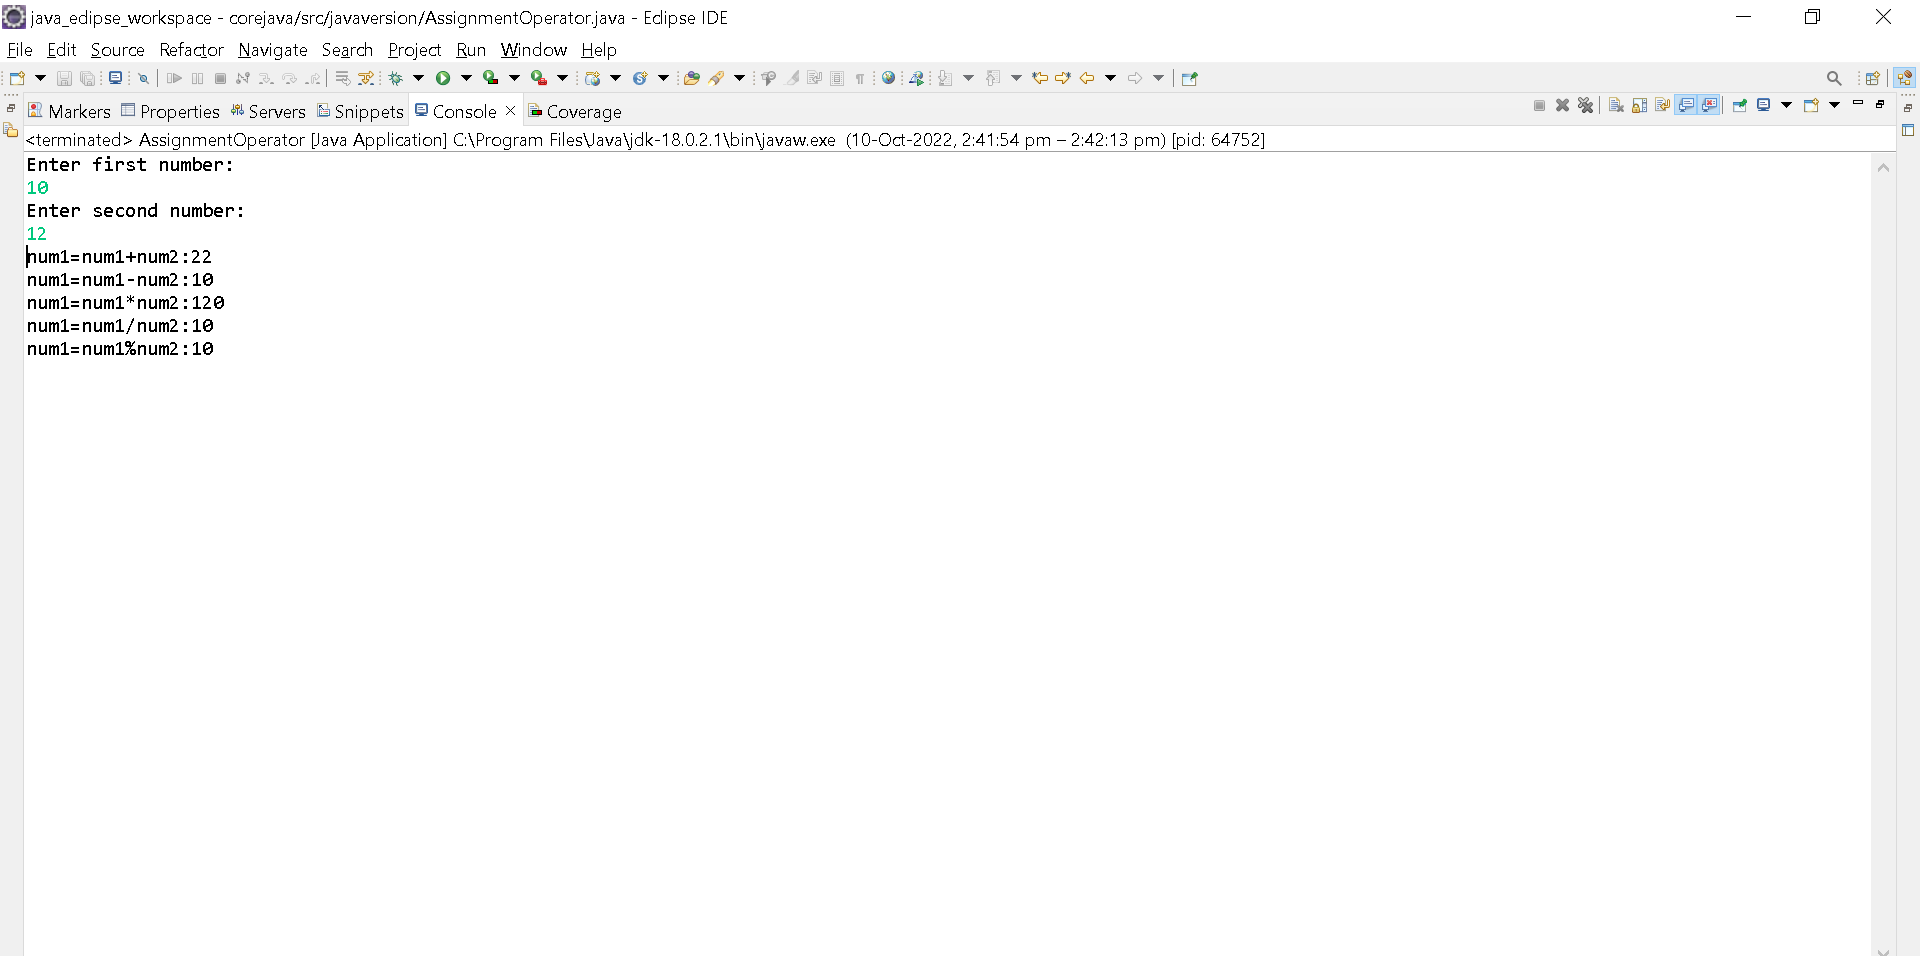 java_eclipse_workspace - corejava/src/javaversion/AssignmentOperator.java - Eclipse IDE
File Edit Source Refactor Navigate Search Project Run Window Help
Markers Properties Servers Snippets Console Coverage
<terminated> AssignmentOperator [Java Application] C:\Program Files\Java\jdk-18.0.2.1\bin\javaw.exe (10-Oct-2022, 2:41:54 pm – 2:42:13 pm) [pid: 64752]
Enter first number:
10
Enter second number:
12
num1=num1+num2:22
num1=num1-num2:10
num1=num1*num2:120
num1=num1/num2:10
num1=num1%num2:10